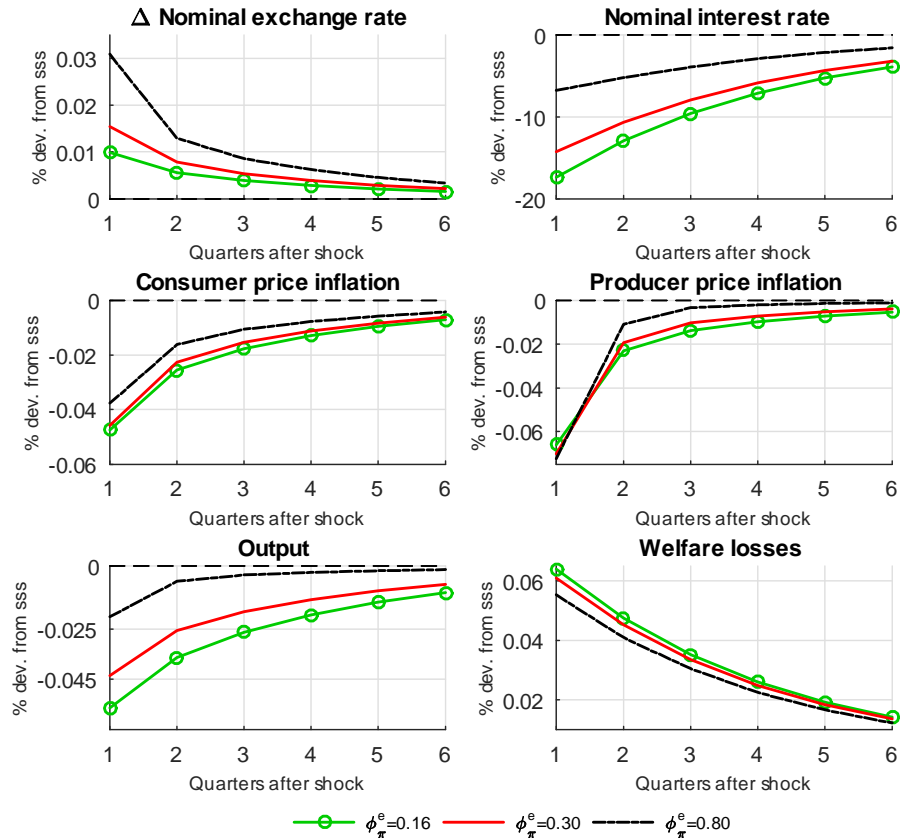 Δ Nominal exchange rate
% dev. from sss
0.03
0.02
0.01
0
1 2 3 4 5 6
Quarters after shock
Nominal interest rate
% dev. from sss
0
-10
-20
1 2 3 4 5 6
Quarters after shock
Consumer price inflation
% dev. from sss
0
-0.02
-0.04
-0.06
1 2 3 4 5 6
Quarters after shock
Producer price inflation
% dev. from sss
0
-0.02
-0.04
-0.06
1 2 3 4 5 6
Quarters after shock
Output
% dev. from sss
0
-0.025
-0.045
1 2 3 4 5 6
Quarters after shock
Welfare losses
% dev. from sss
0.06
0.04
0.02
1 2 3 4 5 6
Quarters after shock
ϕ_π^e=0.16 ϕ_π^e=0.30 ϕ_π^e=0.80